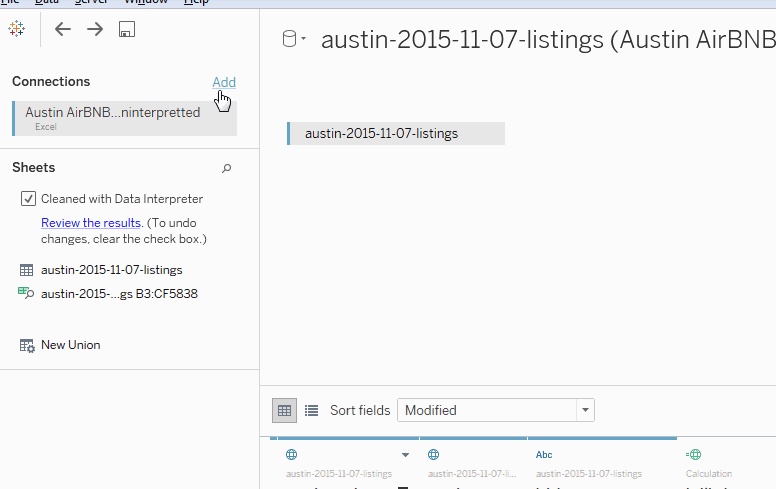 File Data Server Window Help
austin-2015-11-07-listings (Austin AirBNB
Connections Add
Austin AirBNB...ninterpretted
Excel
austin-2015-11-07-listings
Sheets
Cleaned with Data Interpreter
Review the results. (To undo
changes, clear the check box.)
austin-2015-11-07-listings
austin-2015-...gs B3:CF5838
New Union
Sort fields Modified
Abc
austin-2015-11-07-listings austin-2015-11-07-li... austin-2015-11-07-listings Calculation